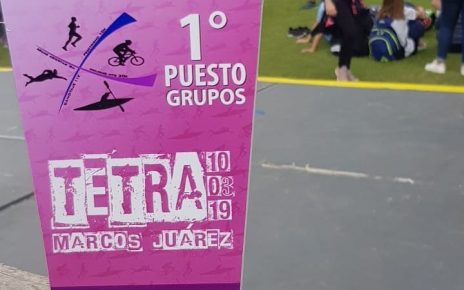 1° PUESTO
GRUPOS
TETRA
10
03
19
MARCOS JUÁREZ